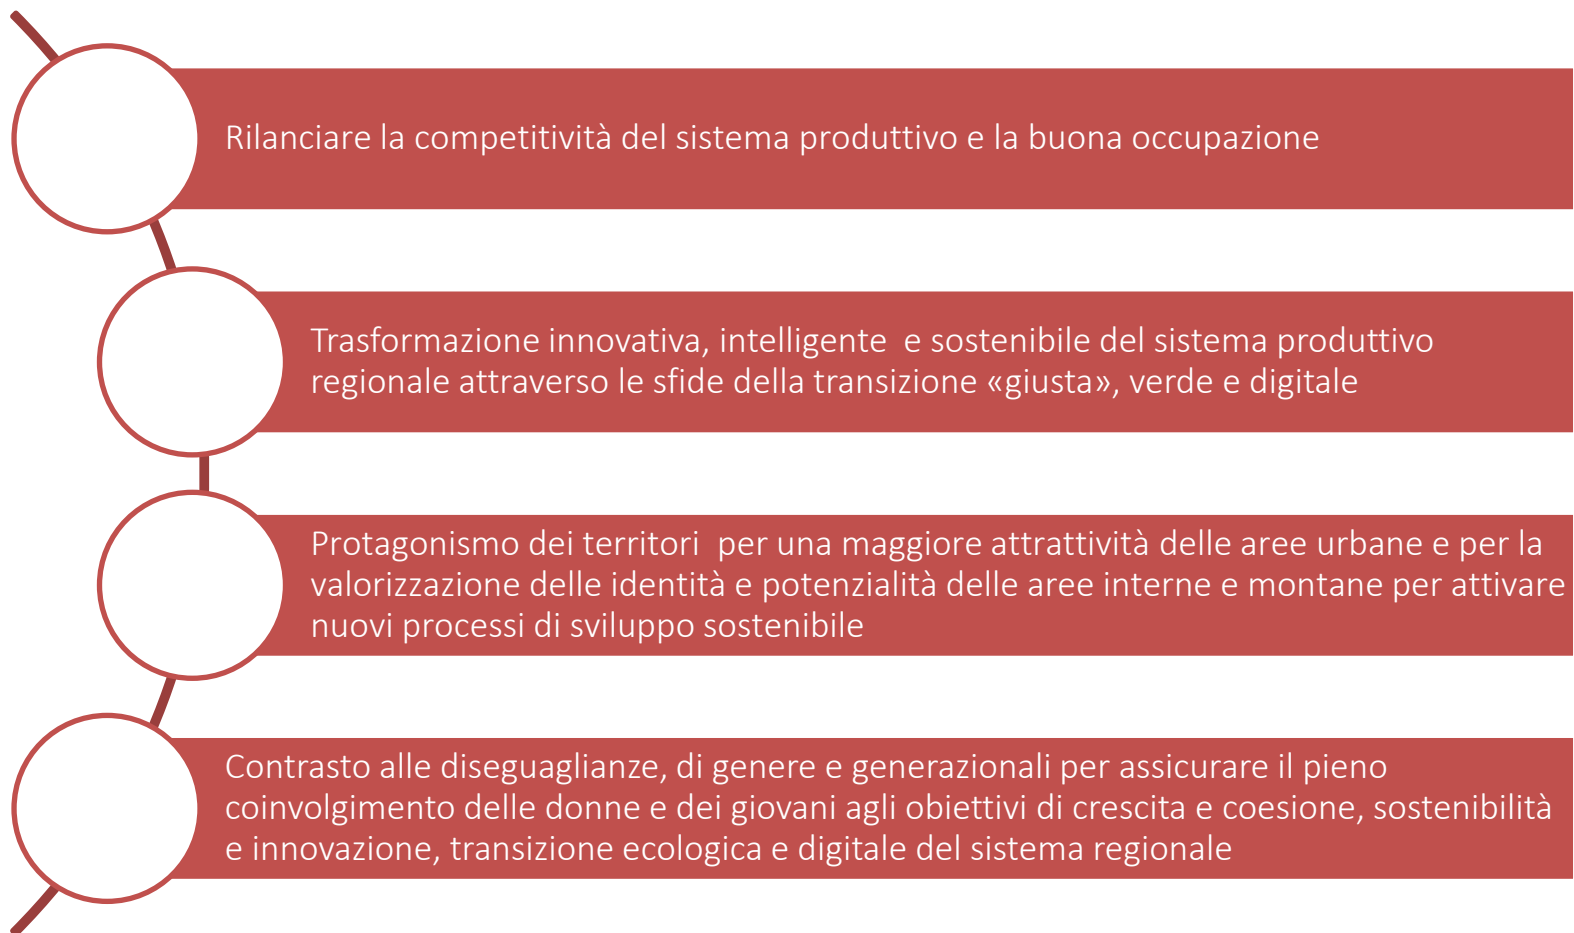 Rilanciare la competitività del sistema produttivo e la buona occupazione
Trasformazione innovativa, intelligente  e sostenibile del sistema produttivo
regionale attraverso le sfide della transizione «giusta», verde e digitale
Protagonismo dei territori  per una maggiore attrattività delle aree urbane e per la
valorizzazione delle identità e potenzialità delle aree interne e montane per attivare
nuovi processi di sviluppo sostenibile
Contrasto alle diseguaglianze, di genere e generazionali per assicurare il pieno
coinvolgimento delle donne e dei giovani agli obiettivi di crescita e coesione, sostenibilità
e innovazione, transizione ecologica e digitale del sistema regionale